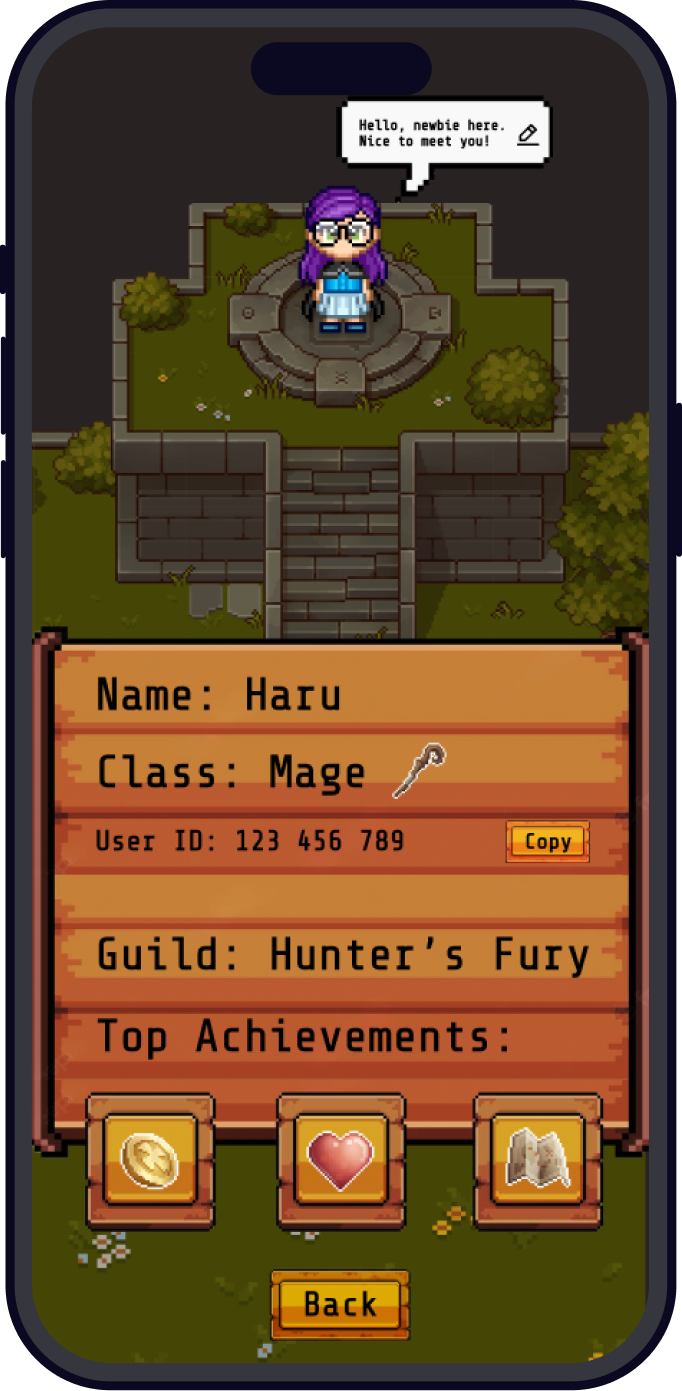 Hello, newbie here.
Nice to meet you!
Name: Haru
Class: Mage
User ID: 123 456 789
Copy
Guild: Hunter’s Fury
Top Achievements:
Back